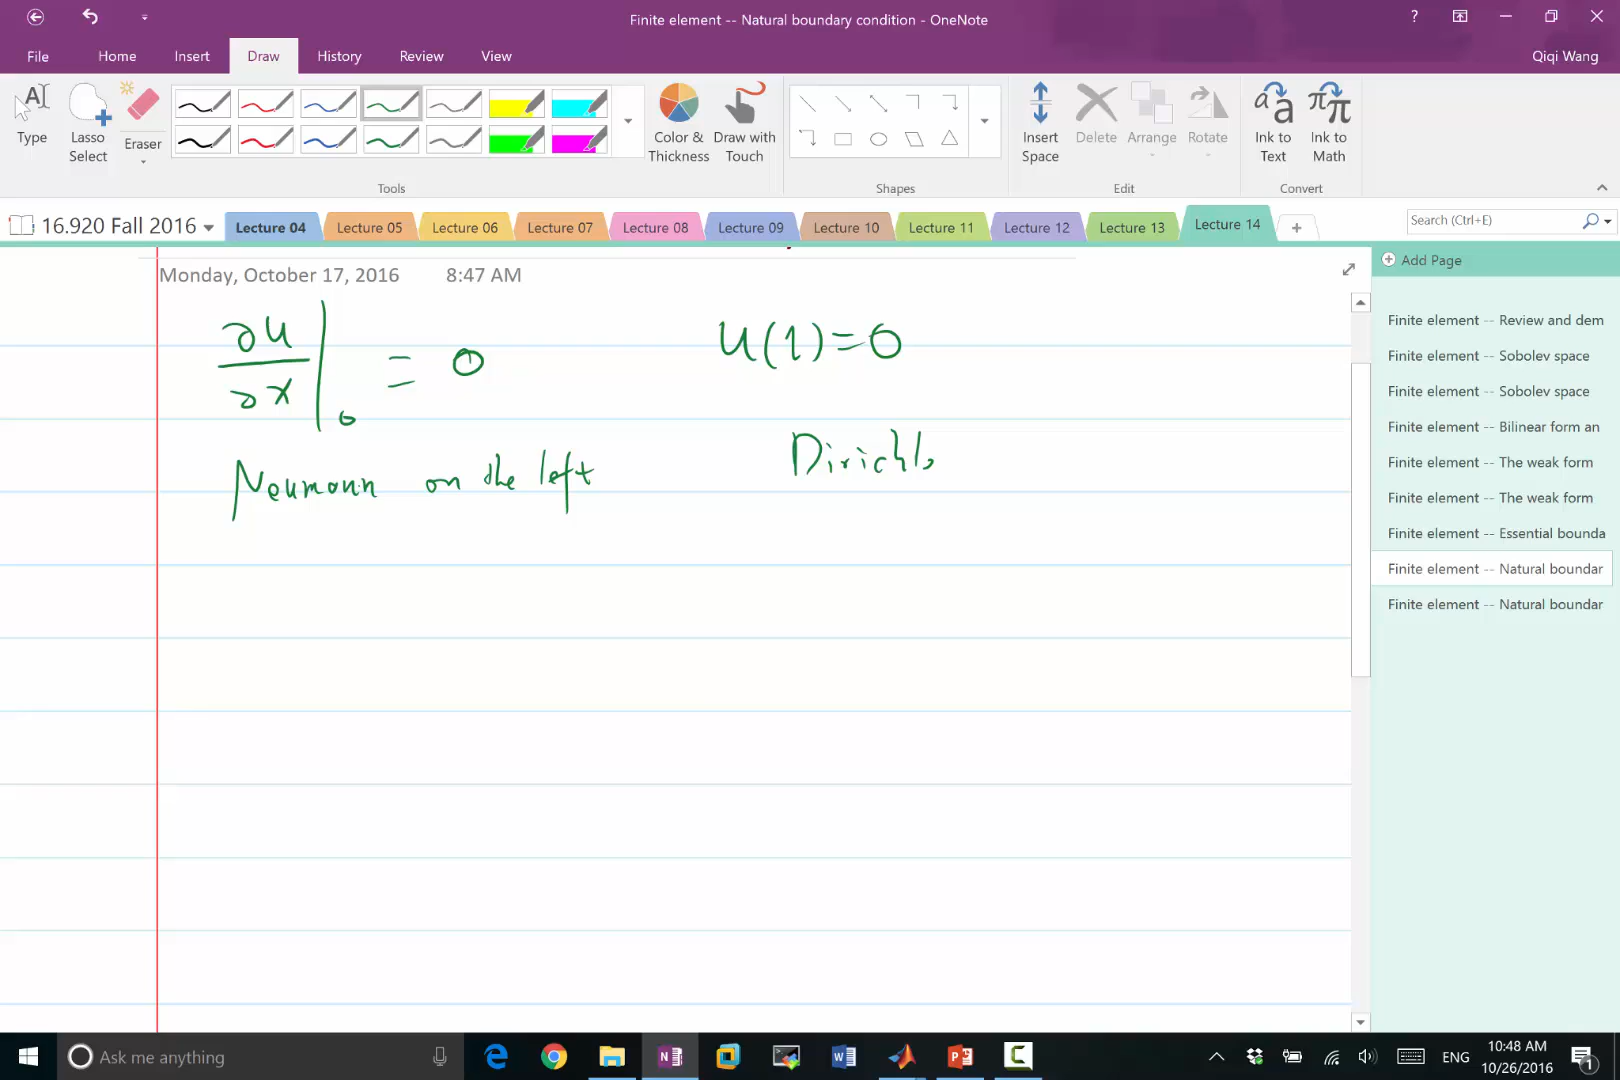 Finite element -- Natural boundary condition - OneNote
?
File
Home
Insert
Draw
History
Review
View
Qiqi Wang
Type
Lasso Select
Eraser
Color & Thickness
Draw with Touch
Insert Space
Delete
Arrange
Rotate
Ink to Text
Ink to Math
Tools
Shapes
Edit
Convert
16.920 Fall 2016
Lecture 04
Lecture 05
Lecture 06
Lecture 07
Lecture 08
Lecture 09
Lecture 10
Lecture 11
Lecture 12
Lecture 13
Lecture 14
Search (Ctrl+E)
Monday, October 17, 2016 8:47 AM
∂u/∂x|₀ = 0
u(1)=0
Neumann on the left
Dirichl
Add Page
Finite element -- Review and dem
Finite element -- Sobolev space
Finite element -- Sobolev space
Finite element -- Bilinear form an
Finite element -- The weak form
Finite element -- The weak form
Finite element -- Essential bounda
Finite element -- Natural boundar
Finite element -- Natural boundar
Ask me anything
ENG
10:48 AM
10/26/2016
1